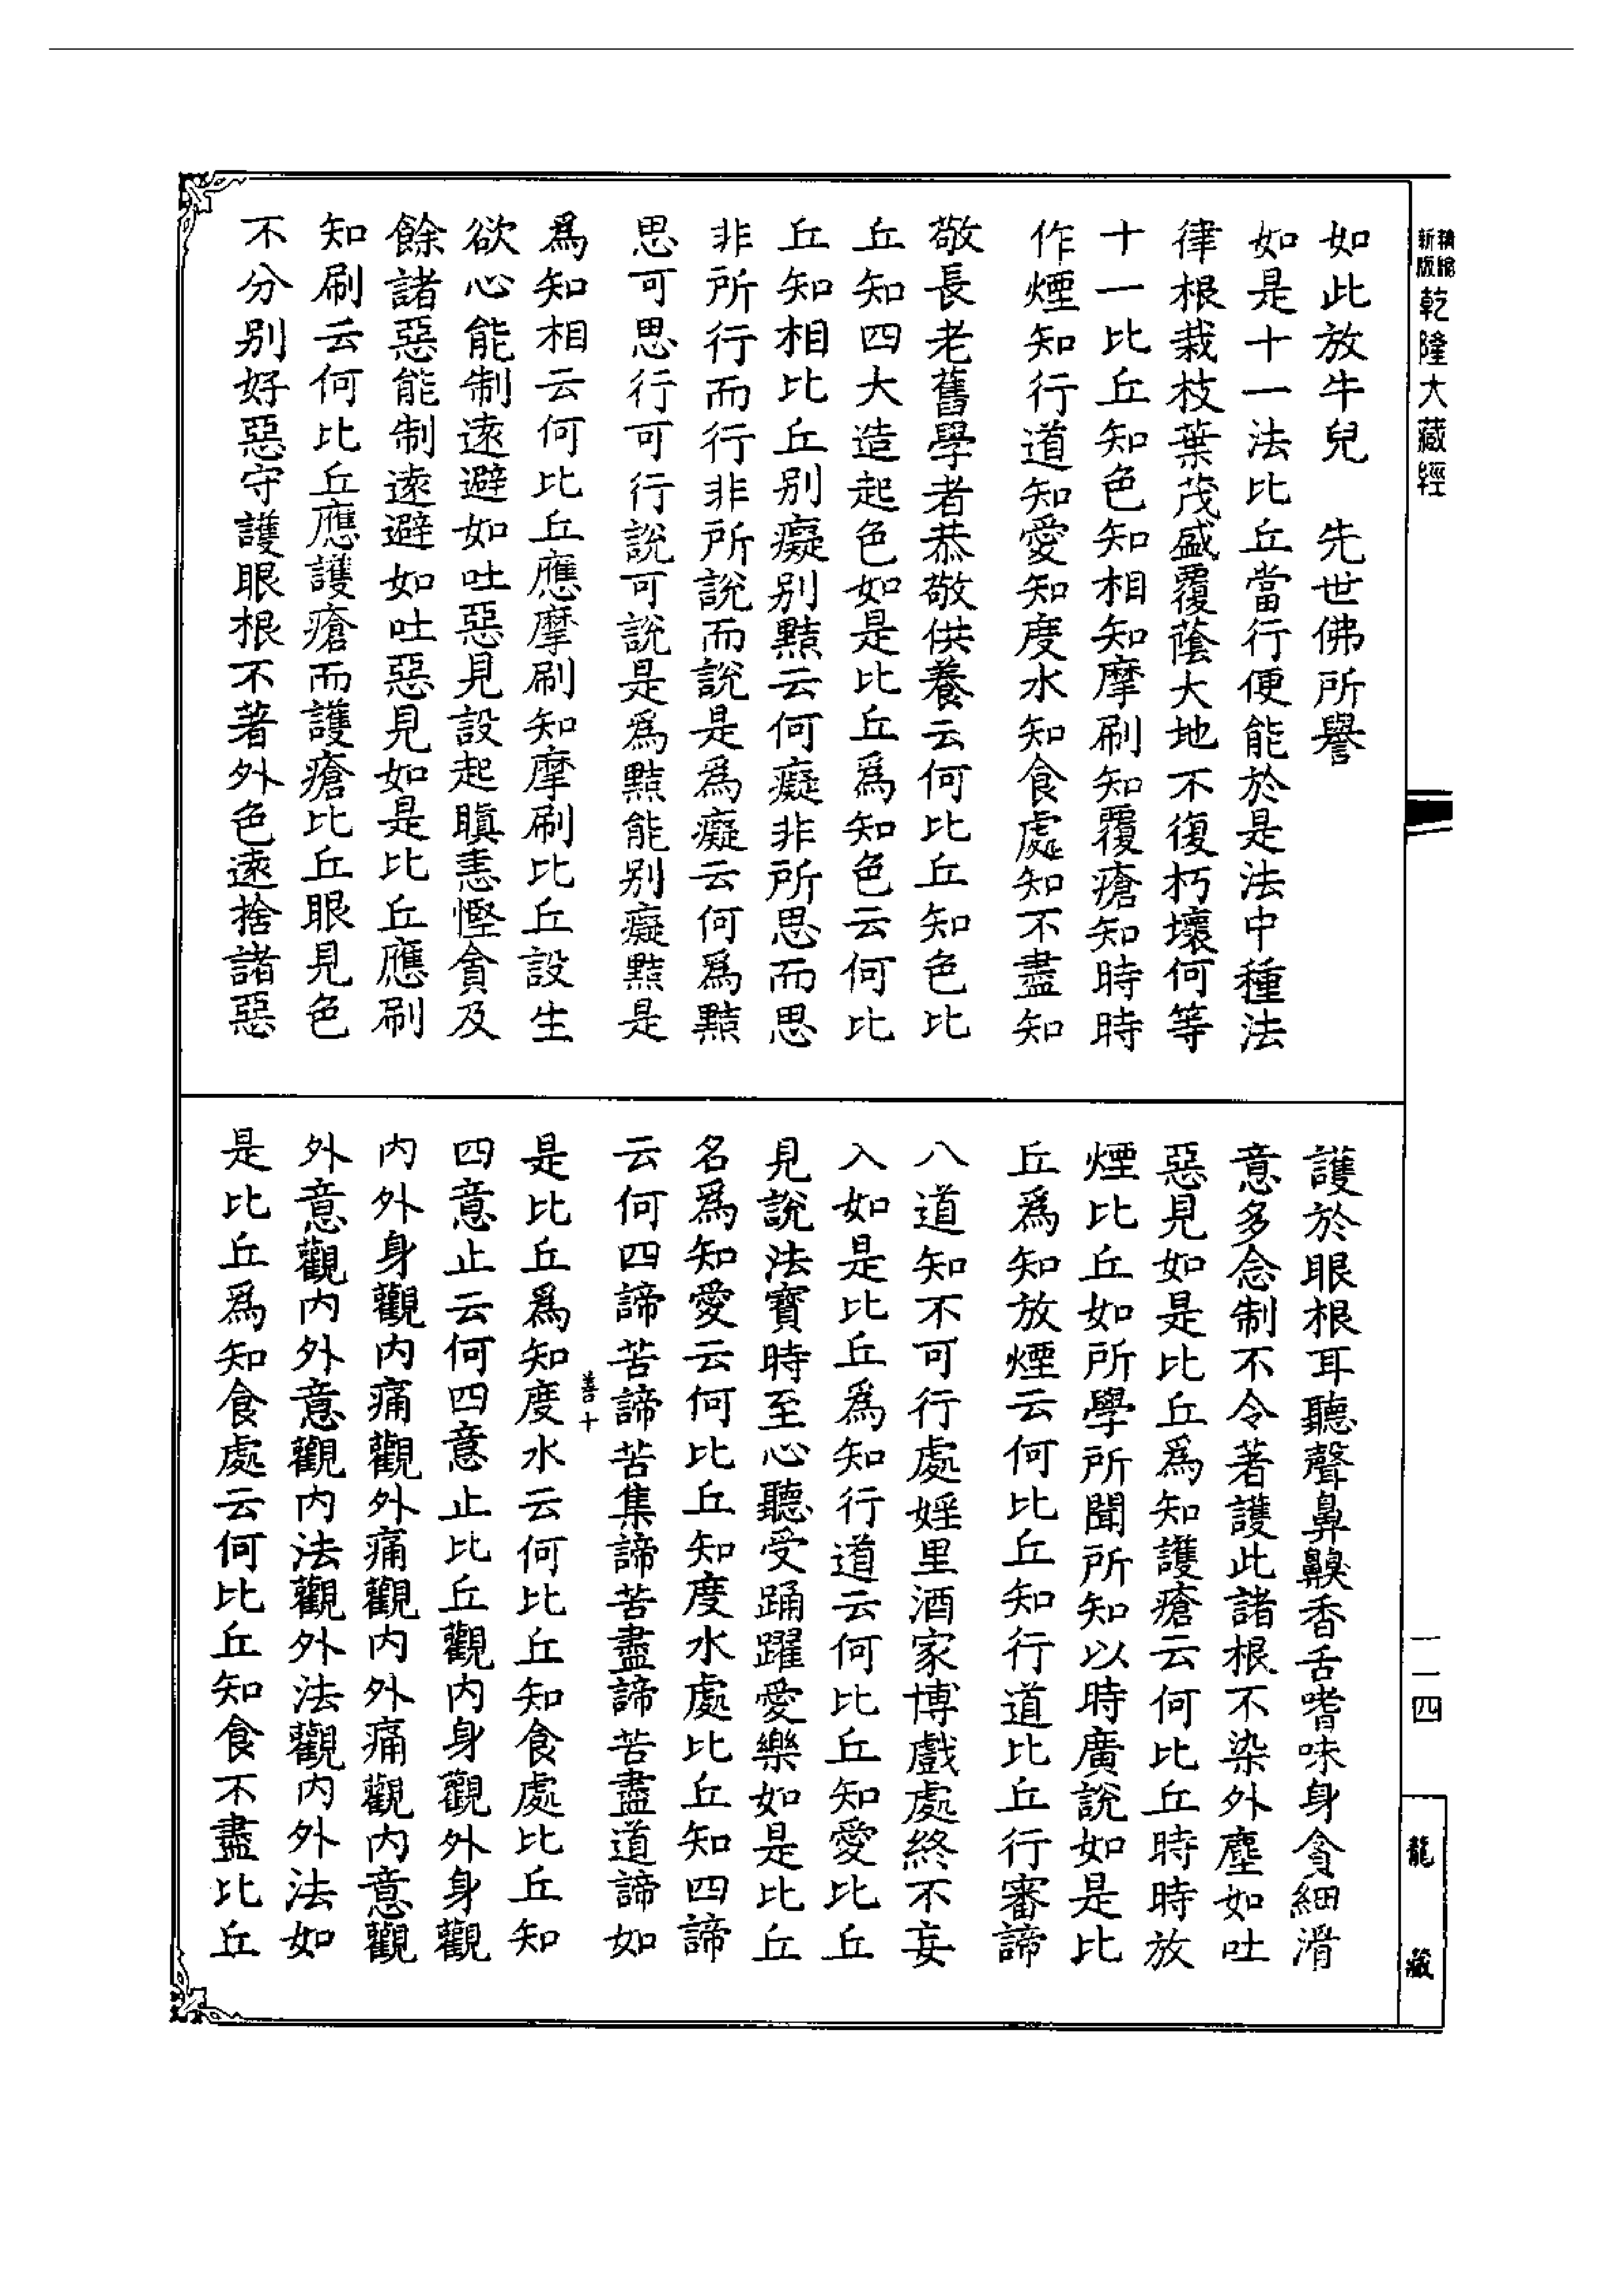 新版 精縮 乾隆大藏經
一一四
龍藏
如此放牛兒　先世佛所譽
如是十一法比丘當行便能於是法中種法
律根栽枝葉茂盛覆蔭大地不復朽壞何等
十一比丘知色知相知摩刷知覆瘡知時時
作煙知行道知愛知度水知食處知不盡知
敬長老舊學者恭敬供養云何比丘知色比
丘知四大造起色如是比丘爲知色云何比
丘知相比丘别癡别黠云何癡非所思而思
非所行而行非所說而說是爲癡云何爲黠
思可思行可行說可說是爲黠能别癡黠是
爲知相云何比丘應摩刷知摩刷比丘設生
欲心能制遠避如吐惡見設起瞋恚慳貪及
餘諸惡能制遠避如吐惡見如是比丘應刷
知刷云何比丘應護瘡而護瘡比丘眼見色
不分别好惡守護眼根不著外色遠捨諸惡
護於眼根耳聽聲鼻齅香舌嗜味身貪細滑
意多念制不令著護此諸根不染外塵如吐
惡見如是比丘爲知護瘡云何比丘時時放
煙比丘如所學所聞所知以時廣說如是比
丘爲知放煙云何比丘知行道比丘行審諦
八道知不可行處婬里酒家博戲處終不妄
入如是比丘爲知行道云何比丘知愛比丘
見說法寶時至心聽受踊躍愛樂如是比丘
名爲知愛云何比丘知度水處比丘知四諦
云何四諦苦諦苦集諦苦盡諦苦盡道諦如
善十
是比丘爲知度水云何比丘知食處比丘知
四意止云何四意止比丘觀内身觀外身觀
内外身觀内痛觀外痛觀内外痛觀内意觀
外意觀内外意觀内法觀外法觀内外法如
是比丘爲知食處云何比丘知食不盡比丘